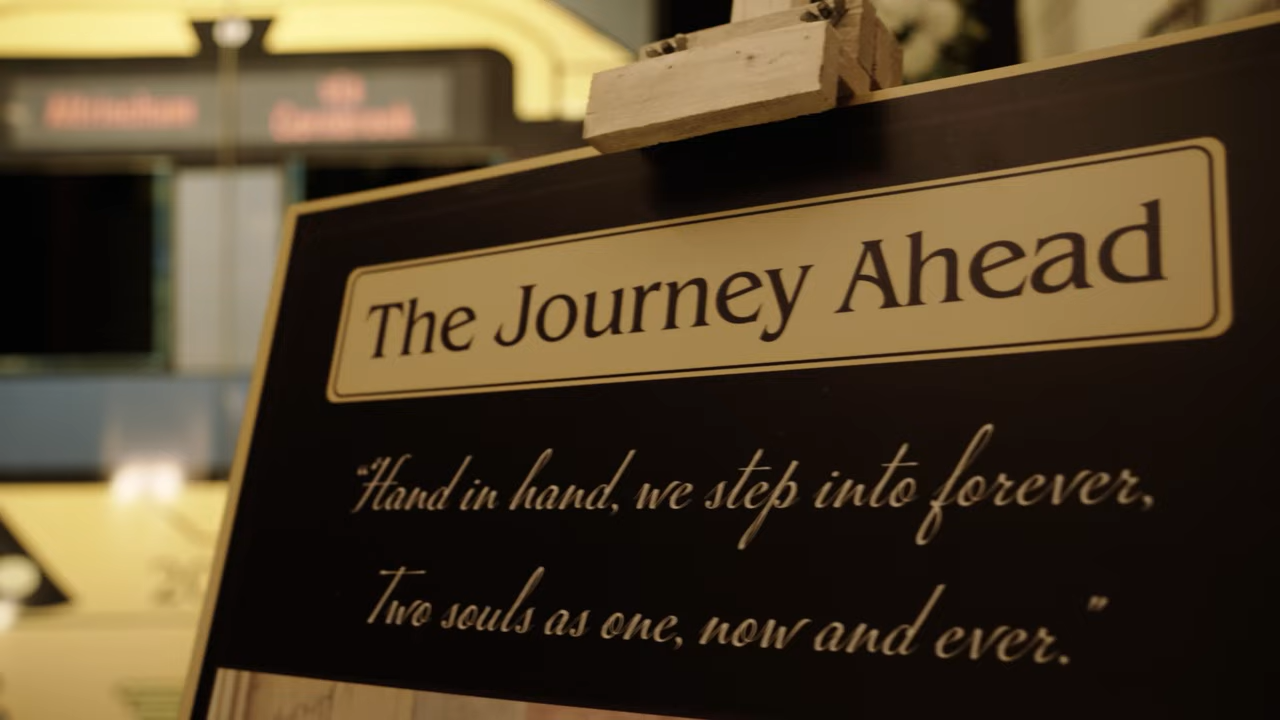 The Journey Ahead
“Hand in hand, we step into forever,
Two souls as one, now and ever.”